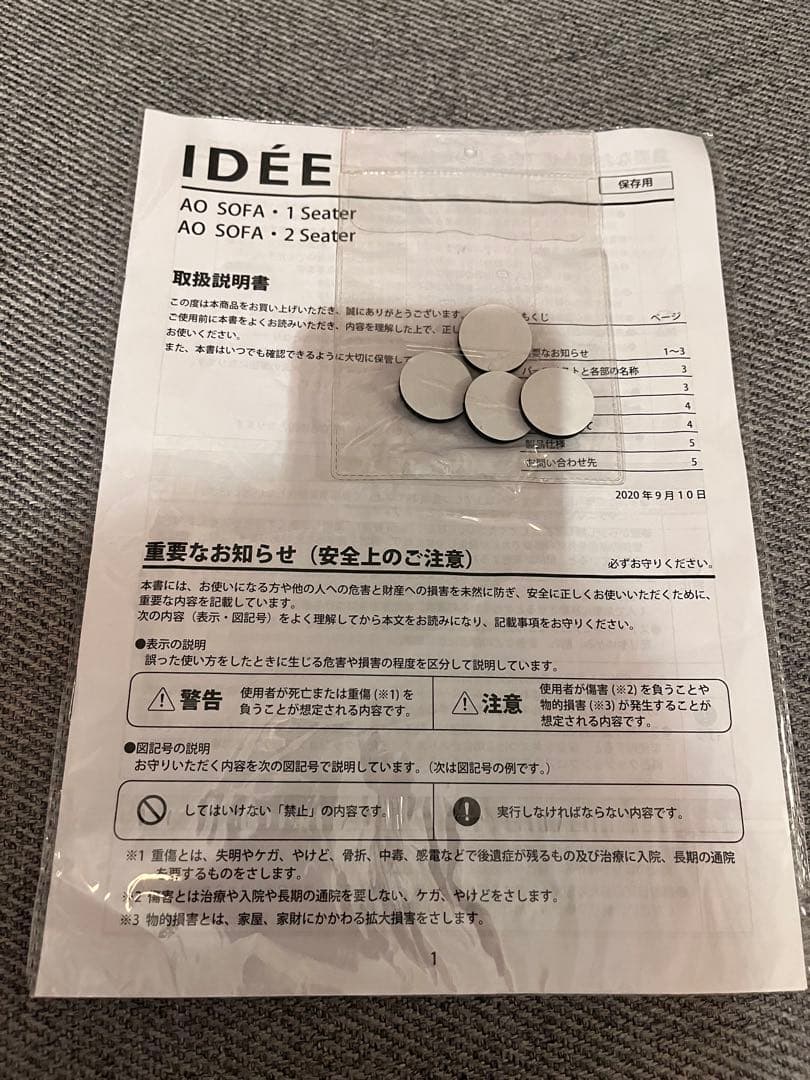 IDÉE
保存用
AO SOFA・1 Seater
AO SOFA・2 Seater
取扱説明書
この度は本商品をお買い上げいただき、誠にありがとうございます。
ご使用前に本書をよくお読みいただき、内容を理解した上で、正し
お使いください。
また、本書はいつでも確認できるように大切に保管して
もくじ ページ
要なお知らせ 1〜3
パー ストと各部の名称 3
3
4
て 4
製品仕様 5
お問い合わせ先 5
2020年9月10日
重要なお知らせ（安全上のご注意） 必ずお守りください。
本書には、お使いになる方や他の人への危害と財産への損害を未然に防ぎ、安全に正しくお使いいただくために、
重要な内容を記載しています。
次の内容（表示・図記号）をよく理解してから本文をお読みになり、記載事項をお守りください。
●表示の説明
誤った使い方をしたときに生じる危害や損害の程度を区分して説明しています。
警告 使用者が死亡または重傷(※1)を
負うことが想定される内容です。
注意 使用者が傷害(※2)を負うことや
物的損害(※3)が発生することが
想定される内容です。
●図記号の説明
お守りいただく内容を次の図記号で説明しています。（次は図記号の例です。）
してはいけない「禁止」の内容です。
実行しなければならない内容です。
※1 重傷とは、失明やケガ、やけど、骨折、中毒、感電などで後遺症が残るもの及び治療に入院、長期の通院
を要するものをさします。
※2 傷害とは治療や入院や長期の通院を要しない、ケガ、やけどをさします。
※3 物的損害とは、家屋、家財にかかわる拡大損害をさします。
1